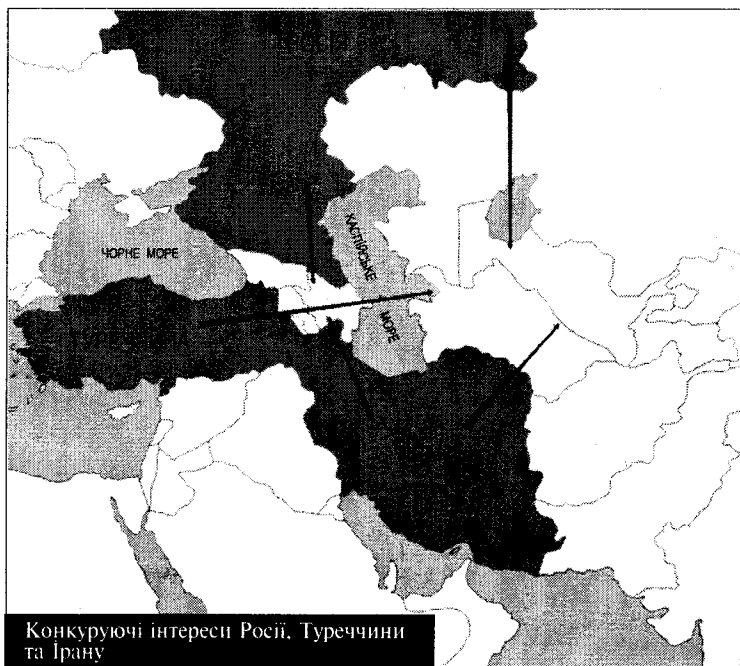 ЧОРНЕ МОРЕ
КАСПІЙСЬКЕ
МОРЕ
Конкуруючі інтереси Росії, Туреччини
та Ірану